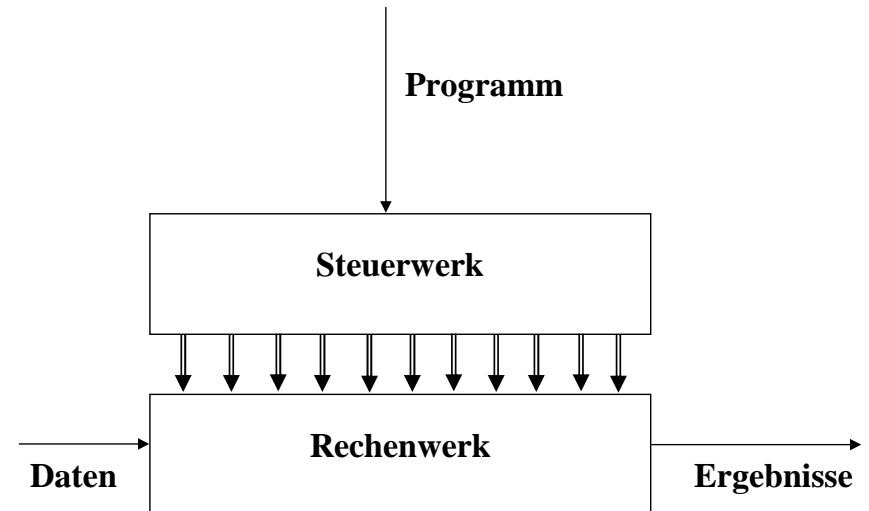 Programm
Steuerwerk
Rechenwerk
Daten
Ergebnisse